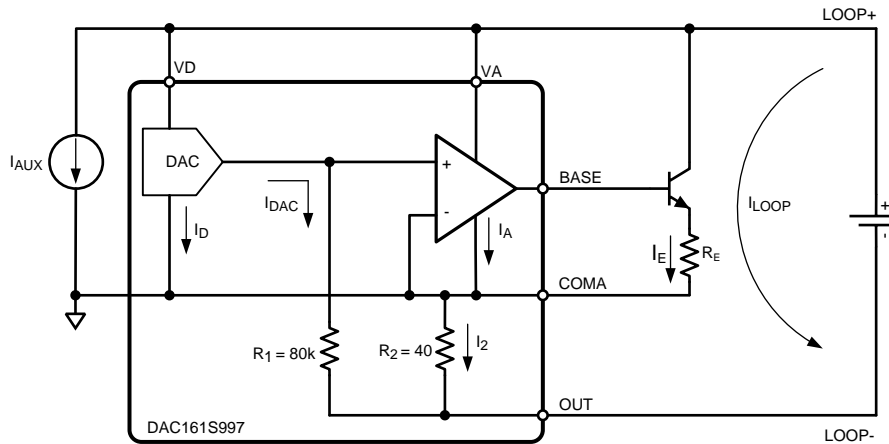 LOOP+
VD
VA
DAC
+
-
BASE
IAUX
IDAC
ID
IA
IE
RE
ILOOP
+
-
COMA
R1 = 80k
R2 = 40
I2
OUT
DAC161S997
LOOP-